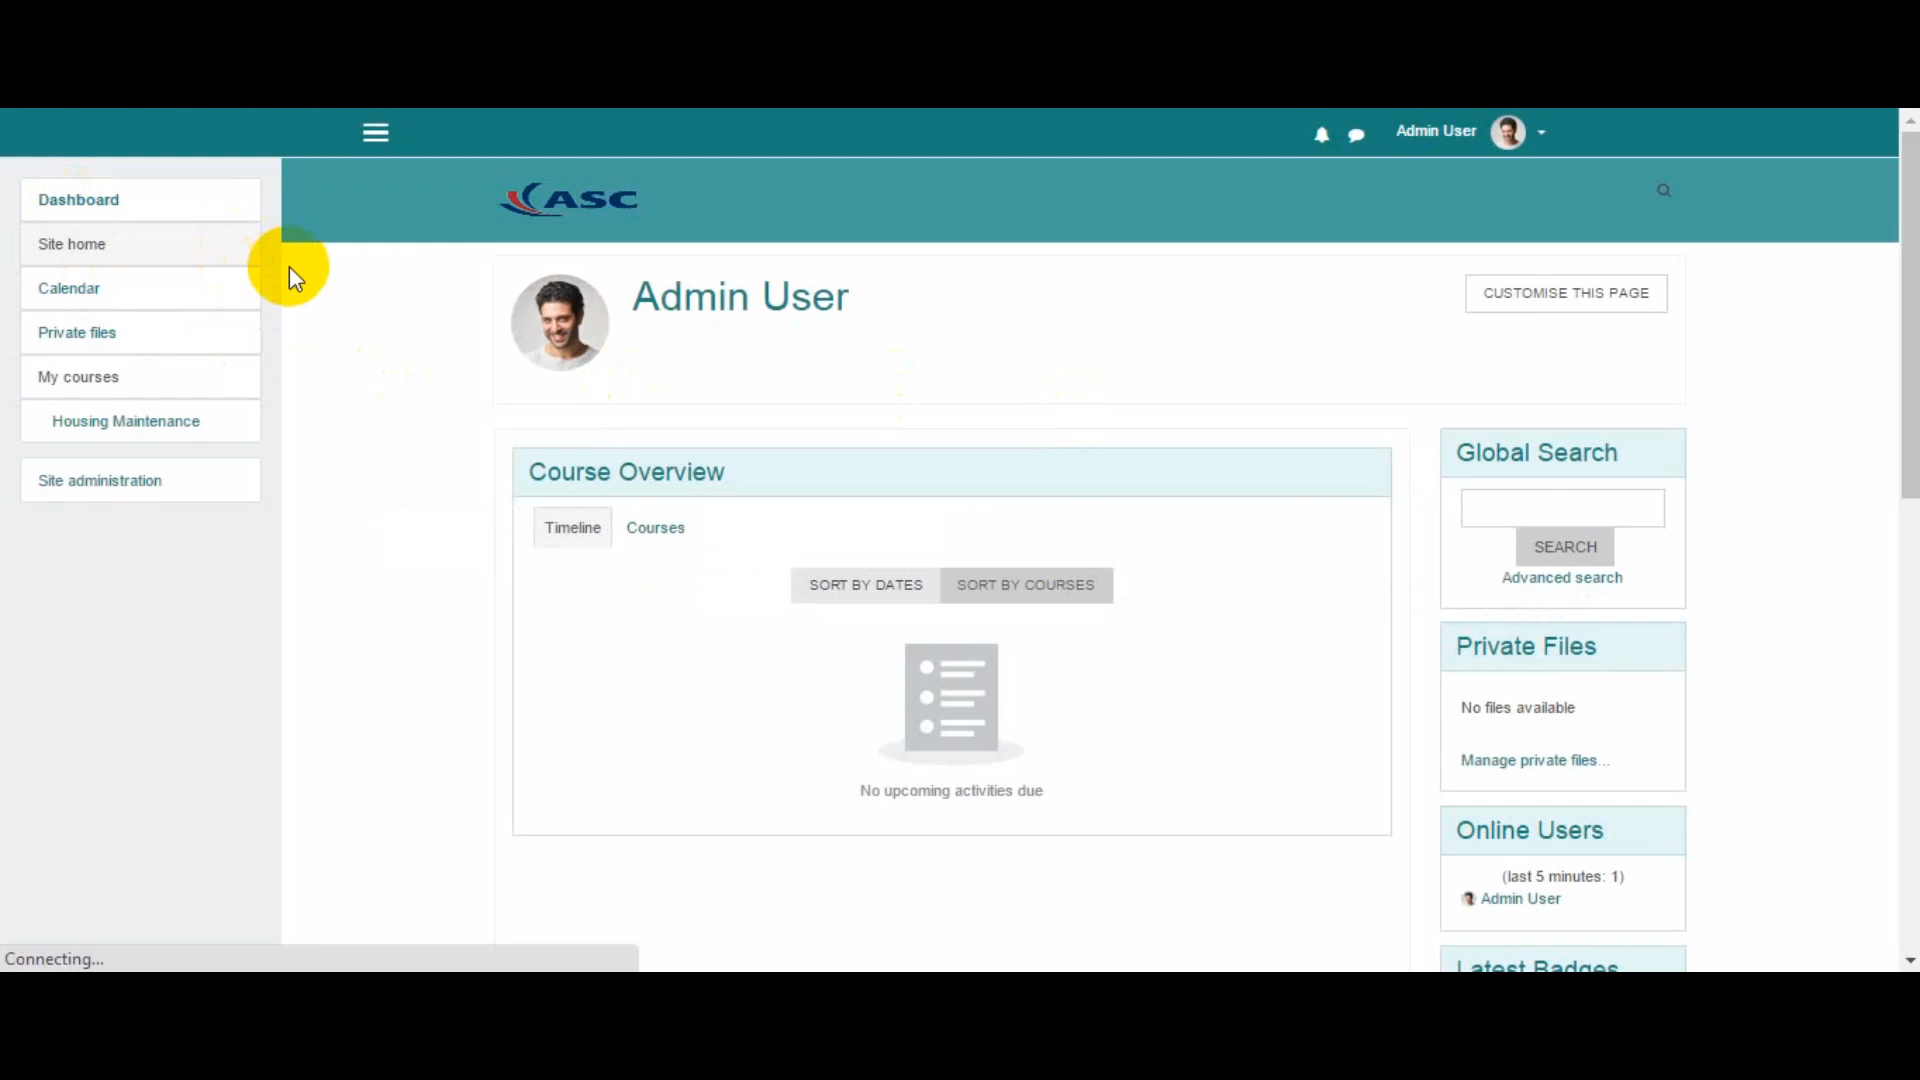 Admin User
Dashboard
Site home
Calendar
Private files
My courses
Housing Maintenance
Site administration
ASC
Admin User
CUSTOMISE THIS PAGE
Course Overview
Timeline
Courses
SORT BY DATES
SORT BY COURSES
No upcoming activities due
Global Search
SEARCH
Advanced search
Private Files
No files available
Manage private files...
Online Users
(last 5 minutes: 1)
Admin User
Latest Badges
Connecting...